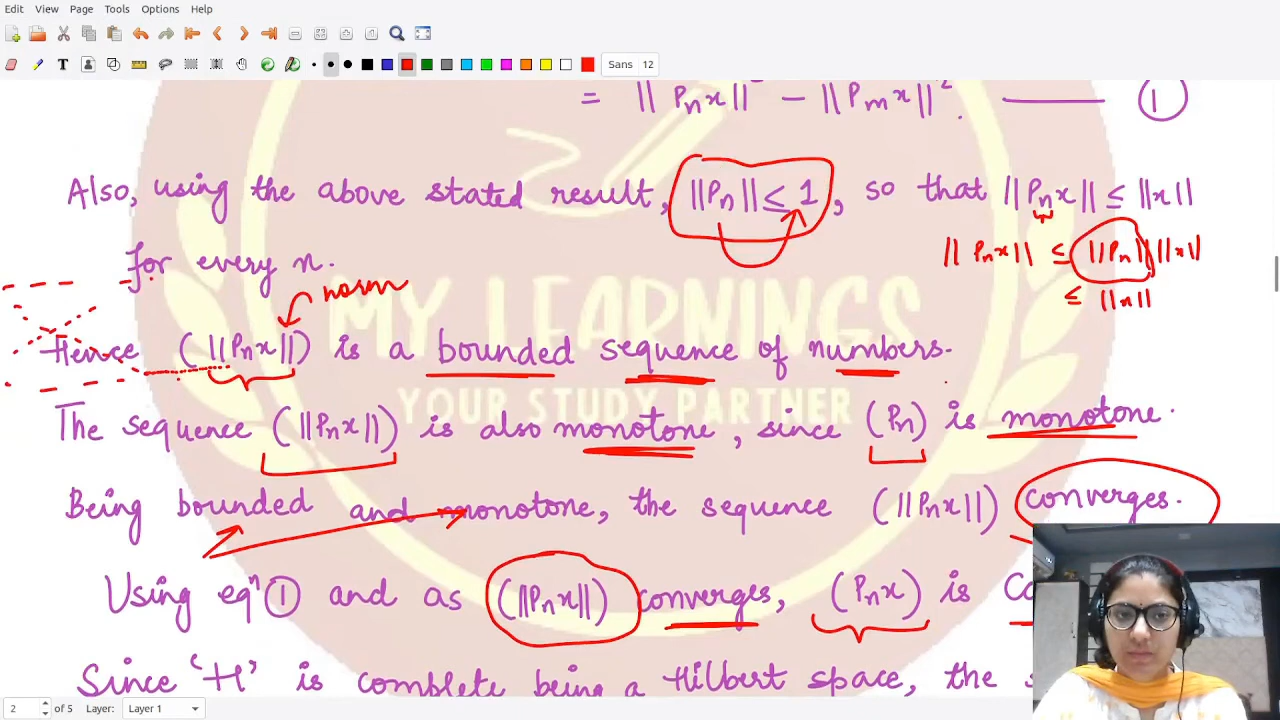 Edit View Page Tools Options Help
Sans 12
= ||Pnx||² − ||Pmx||². —— ①
Also, using the above stated result, ||Pn|| ≤ 1, so that ||Pnx|| ≤ ||x||
for every n.
||Pnx|| ≤ ||Pn|| ||x||
≤ ||x||
norm
Hence (||Pnx||) is a bounded sequence of numbers.
The sequence (||Pnx||) is also monotone, since (Pn) is monotone.
Being bounded and monotone, the sequence (||Pnx||) converges.
Using eqⁿ ① and as (||Pnx||) converges, (Pnx) is
Since 'H' is complete being a Hilbert space, the
MY LEARNINGS
YOUR STUDY PARTNER
2 of 5 Layer: Layer 1